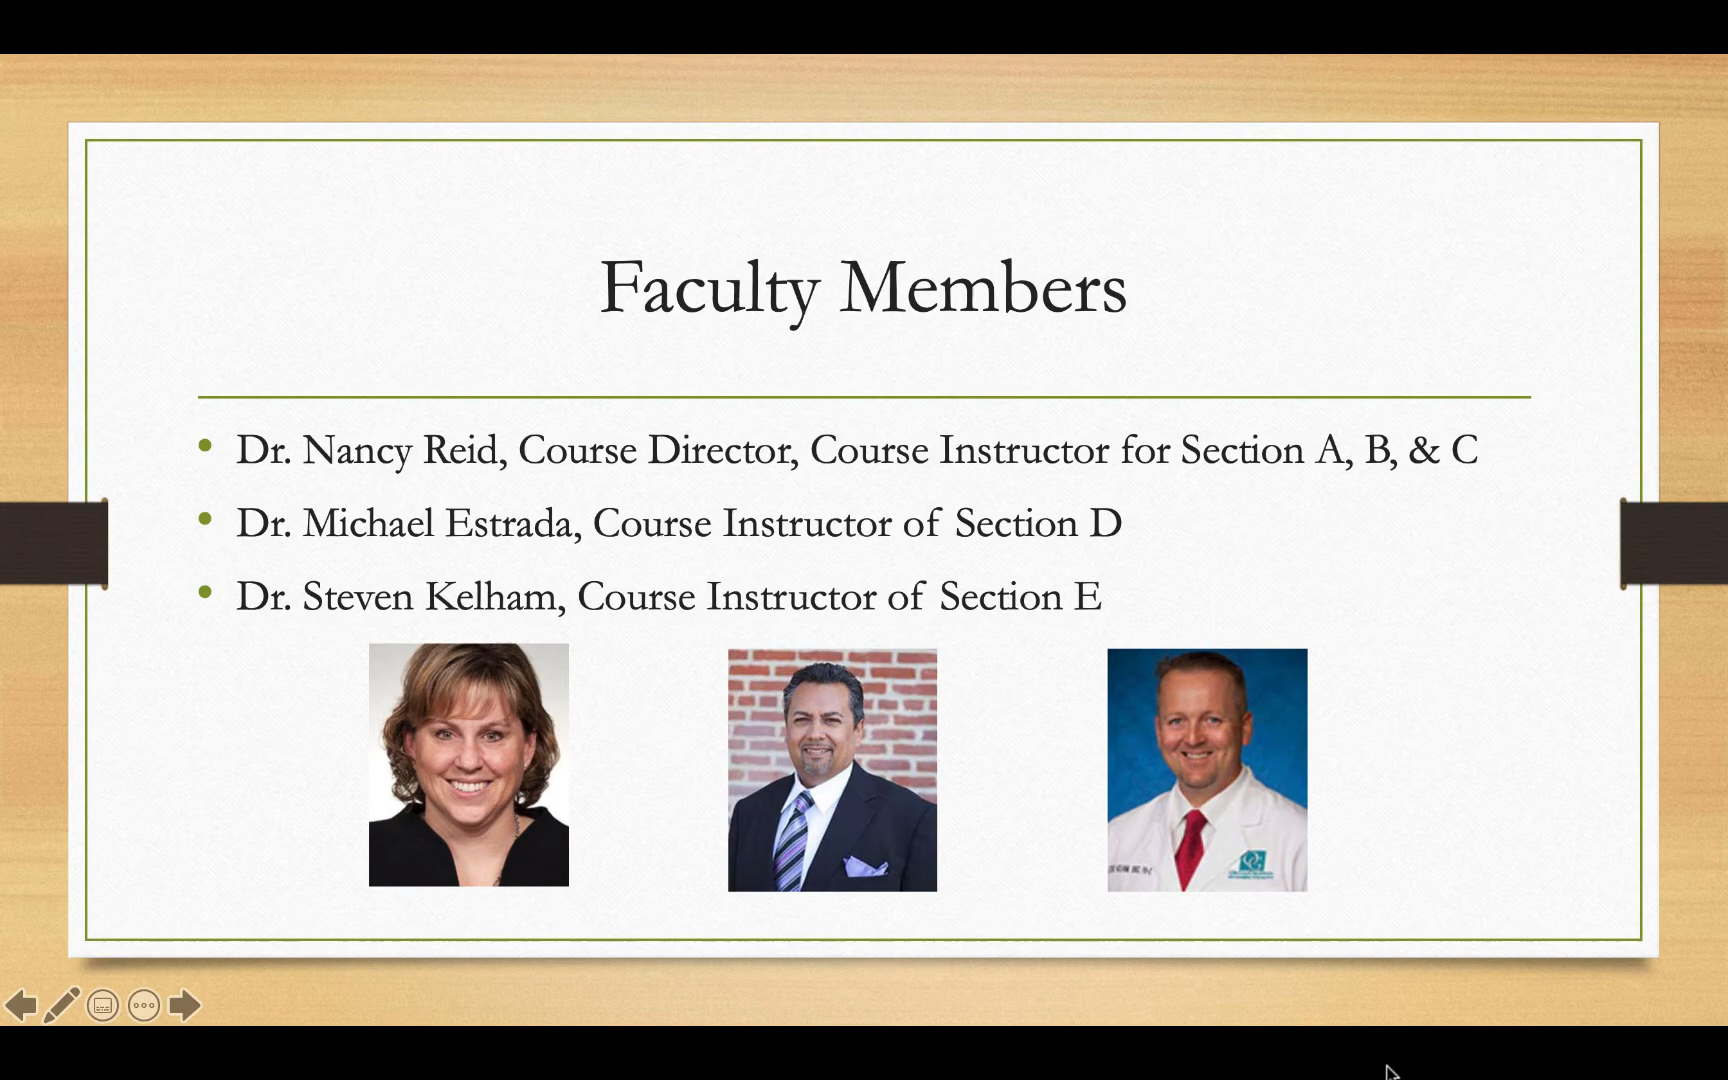 Faculty Members
• Dr. Nancy Reid, Course Director, Course Instructor for Section A, B, & C
• Dr. Michael Estrada, Course Instructor of Section D
• Dr. Steven Kelham, Course Instructor of Section E